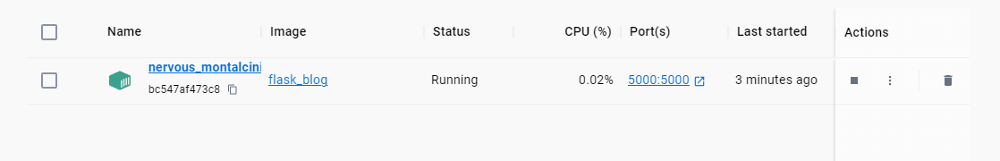 Name Image Status CPU (%) Port(s) Last started Actions
nervous_montalcini
bc547af473c8
flask_blog Running 0.02% 5000:5000 3 minutes ago